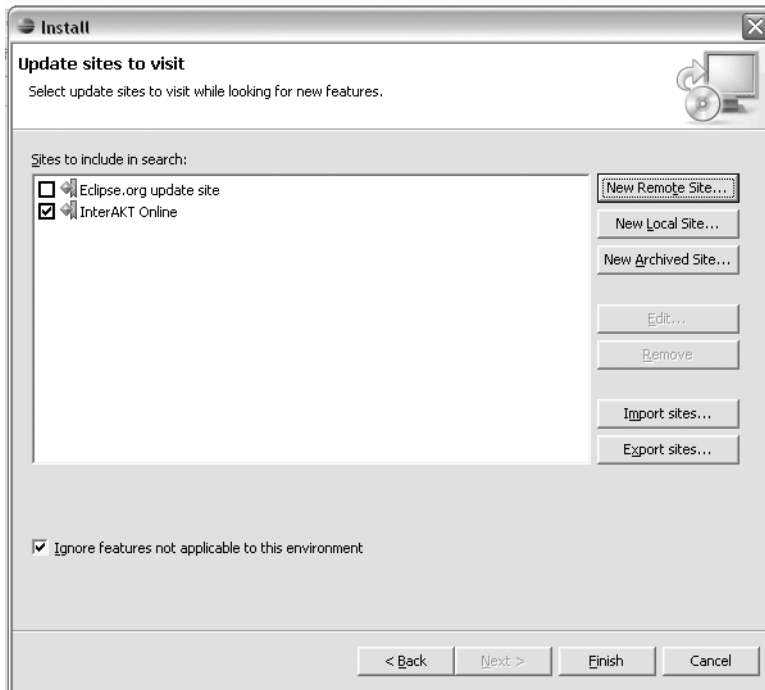 Install
Update sites to visit
Select update sites to visit while looking for new features.
Sites to include in search:
Eclipse.org update site
InterAKT Online
New Remote Site...
New Local Site...
New Archived Site...
Edit...
Remove
Import sites...
Export sites...
Ignore features not applicable to this environment
< Back
Next >
Finish
Cancel